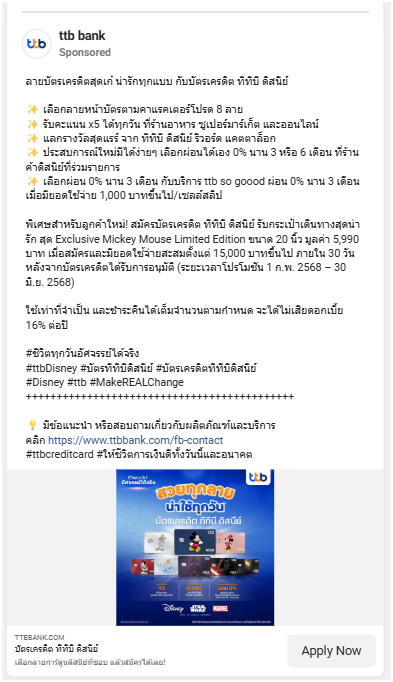 ttb bank
Sponsored
ttb
ลายบัตรเครดิตสุดเก๋ น่ารักทุกแบบ กับบัตรเครดิต ทีทีบี ดิสนีย์
✨ เลือกลายหน้าบัตรตามคาแรคเตอร์โปรด 8 ลาย
✨ รับคะแนน x5 ได้ทุกวัน ที่ร้านอาหาร ซูเปอร์มาร์เก็ต และออนไลน์
✨ แลกรางวัลสุดแรร์ จาก ทีทีบี ดิสนีย์ รีวอร์ด แคตตาล็อก
✨ ประสบการณ์ใหม่มีได้ง่ายๆ เลือกผ่อนได้เอง 0% นาน 3 หรือ 6 เดือน ที่ร้าน
ค้าดิสนีย์ที่ร่วมรายการ
✨ เลือกผ่อน 0% นาน 3 เดือน กับบริการ ttb so goood ผ่อน 0% นาน 3 เดือน
เมื่อมียอดใช้จ่าย 1,000 บาทขึ้นไป/เซลล์สลิป
พิเศษสำหรับลูกค้าใหม่! สมัครบัตรเครดิต ทีทีบี ดิสนีย์ รับกระเป๋าเดินทางสุดน่า
รัก สุด Exclusive Mickey Mouse Limited Edition ขนาด 20 นิ้ว มูลค่า 5,990
บาท เมื่อสมัครและมียอดใช้จ่ายสะสมตั้งแต่ 15,000 บาทขึ้นไป ภายใน 30 วัน
หลังจากบัตรเครดิตได้รับการอนุมัติ (ระยะเวลาโปรโมชัน 1 ก.พ. 2568 – 30
มิ.ย. 2568)
ใช้เท่าที่จำเป็น และชำระคืนได้เต็มจำนวนตามกำหนด จะได้ไม่เสียดอกเบี้ย
16% ต่อปี
#ชีวิตทุกวันอัศจรรย์ได้จริง
#ttbDisney #บัตรทีทีบีดิสนีย์ #บัตรเครดิตทีทีบีดิสนีย์
#Disney #ttb #MakeREALChange
++++++++++++++++++++++++++++++++++++++++++++
💡 มีข้อแนะนำ หรือสอบถามเกี่ยวกับผลิตภัณฑ์และบริการ
คลิก https://www.ttbbank.com/fb-contact
#ttbcreditcard #ให้ชีวิตการเงินดีทั้งวันนี้และอนาคต
ttb
สวยทุกลาย
น่าใช้ทุกวัน
บัตรเครดิต ทีทีบี ดิสนีย์
VISA
X5
Disney
STAR WARS
MARVEL
TTBBANK.COM
บัตรเครดิต ทีทีบี ดิสนีย์
เลือกลายการ์ตูนดิสนีย์ที่ชอบ แล้วสมัครได้เลย!
Apply Now